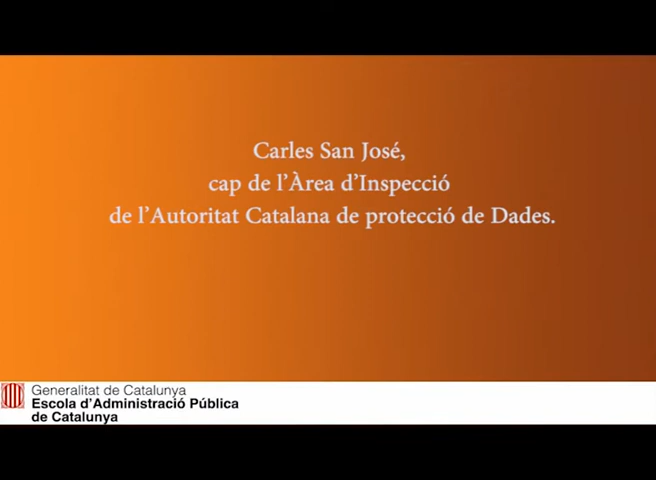 Carles San José,
cap de l'Àrea d'Inspecció
de l'Autoritat Catalana de protecció de Dades.
Generalitat de Catalunya
Escola d'Administració Pública
de Catalunya